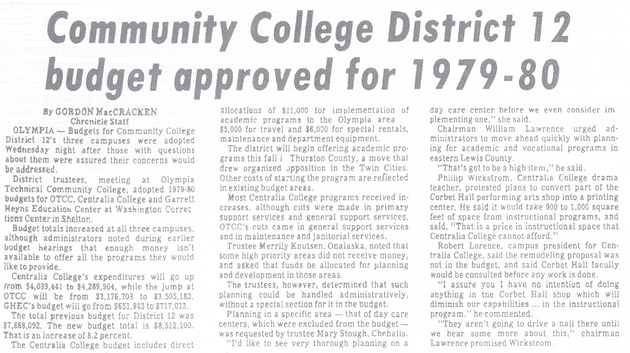 Community College District 12
budget approved for 1979-80
By GORDON MacCRACKEN
Chronicle Staff
OLYMPIA — Budgets for Community College
District 12's three campuses were adopted
Wednesday night after those with questions
about them were assured their concerns would
be addressed.
District trustees, meeting at Olympia
Technical Community College, adopted 1979-80
budgets for OTCC, Centralia College and Garrett
Heyns Education Center at Washington Correc
tions Center in Shelton.
Budget totals increased at all three campuses,
although administrators noted during earlier
budget hearings that enough money isn't
available to offer all the programs they would
like to provide.
Centralia College's expenditures will go up
from $4,039,441 to $4,289,904, while the jump at
OTCC will be from $3,176,703 to $3,505,183.
GHEC's budget will go from $651,943 to $717,013.
The total previous budget for District 12 was
$7,868,092. The new budget total is $8,512,100.
That is an increase of 8.2 percent.
The Centralia College budget includes direct
allocations of $11,000 for implementation of
academic programs in the Olympia area
$5,000 for travel and $6,000 for special rentals,
maintenance and department equipment.
The district will begin offering academic pro-
grams this fall i Thurston County, a move that
drew organized opposition in the Twin Cities.
Other costs of starting the program are reflected
in existing budget areas.
Most Centralia College programs received in-
creases, although cuts were made in primary
support services and general support services.
OTCC's cuts came in general support services
and in maintenance and janitorial services.
Trustee Merrily Knutsen, Onalaska, noted that
some high priority areas did not receive money,
and asked that funds be allocated for planning
and development in those areas.
The trustees, however, determined that such
planning could be handled administratively,
without a special section for it in the budget.
Planning in a specific area — that of day care
centers, which were excluded from the budget —
was requested by trustee Mary Stough, Chehalis.
"I'd like to see very thorough planning on a
day care center before we even consider im
plementing one," she said.
Chairman William Lawrence urged ad-
ministrators to move ahead quickly with plann-
ing for academic and vocational programs in
eastern Lewis County.
"That's got to be a high item," he said.
Philip Wickstrom, Centralia College drama
teacher, protested plans to convert part of the
Corbet Hall performing arts shop into a printing
center. He said it would take 900 to 1,000 square
feet of space from instructional programs, and
said, "That is a price in instructional space that
Centralia College cannot afford."
Robert Lorence, campus president for Cen-
tralia College, said the remodeling proposal was
not in the budget, and said Corbet Hall faculty
would be consulted before any work is done.
"I assure you I have no intention of doing
anything in the Corbet Hall shop which will
diminish our capabilities ... in the instructional
program," he commented.
"They aren't going to drive a nail there until
we hear some more about this," chairman
Lawrence promised Wickstrom.